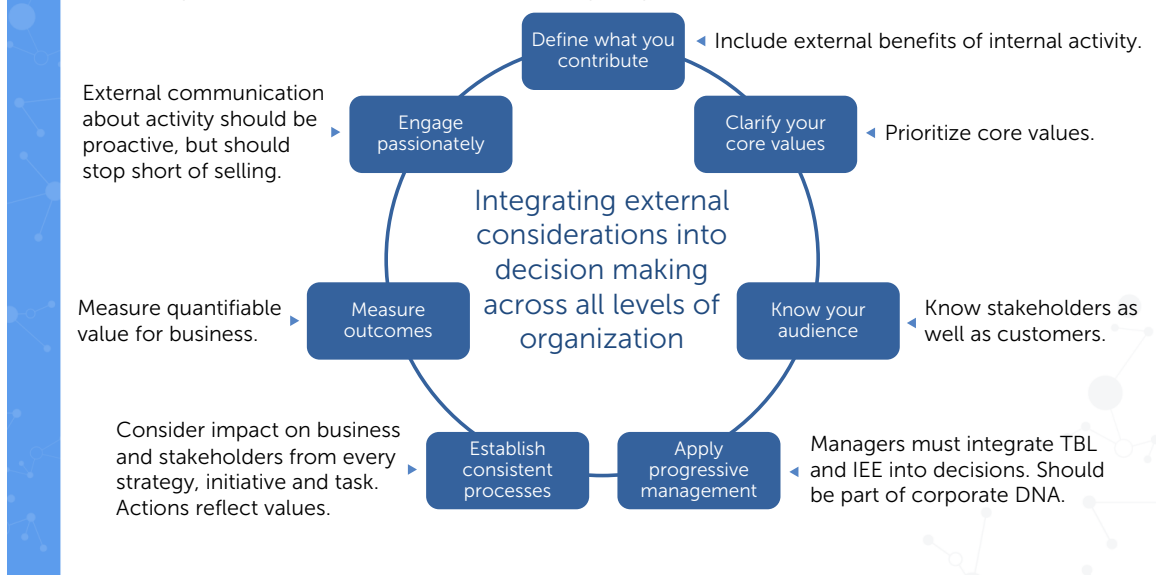 Define what you
contribute
Include external benefits of internal activity.
Clarify your
core values
Prioritize core values.
Know your
audience
Know stakeholders as
well as customers.
Apply
progressive
management
Managers must integrate TBL
and IEE into decisions. Should
be part of corporate DNA.
Establish
consistent
processes
Consider impact on business
and stakeholders from every
strategy, initiative and task.
Actions reflect values.
Measure
outcomes
Measure quantifiable
value for business.
Engage
passionately
External communication
about activity should be
proactive, but should
stop short of selling.
Integrating external
considerations into
decision making
across all levels of
organization